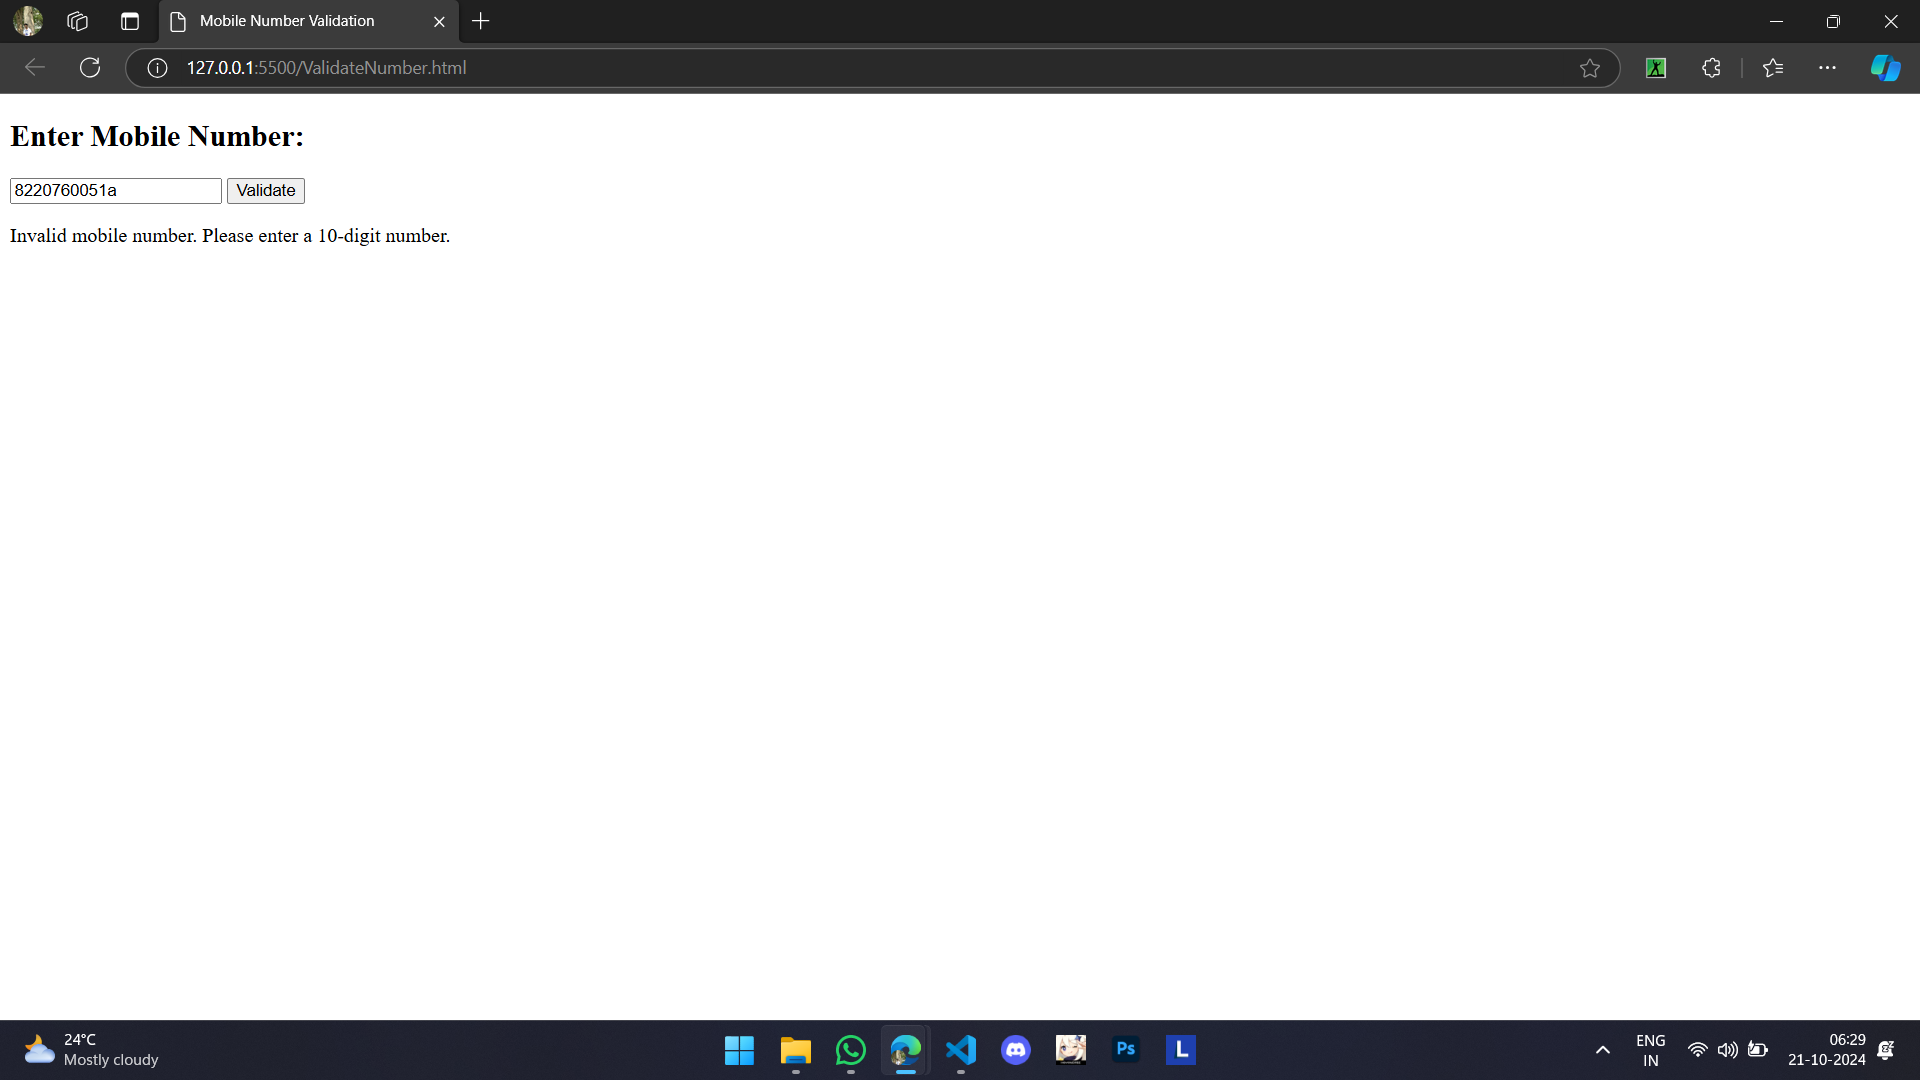 Mobile Number Validation
127.0.0.1:5500/ValidateNumber.html
Enter Mobile Number:
8220760051a Validate
Invalid mobile number. Please enter a 10-digit number.
24°C
Mostly cloudy
Ps
L
ENG
IN
06:29
21-10-2024